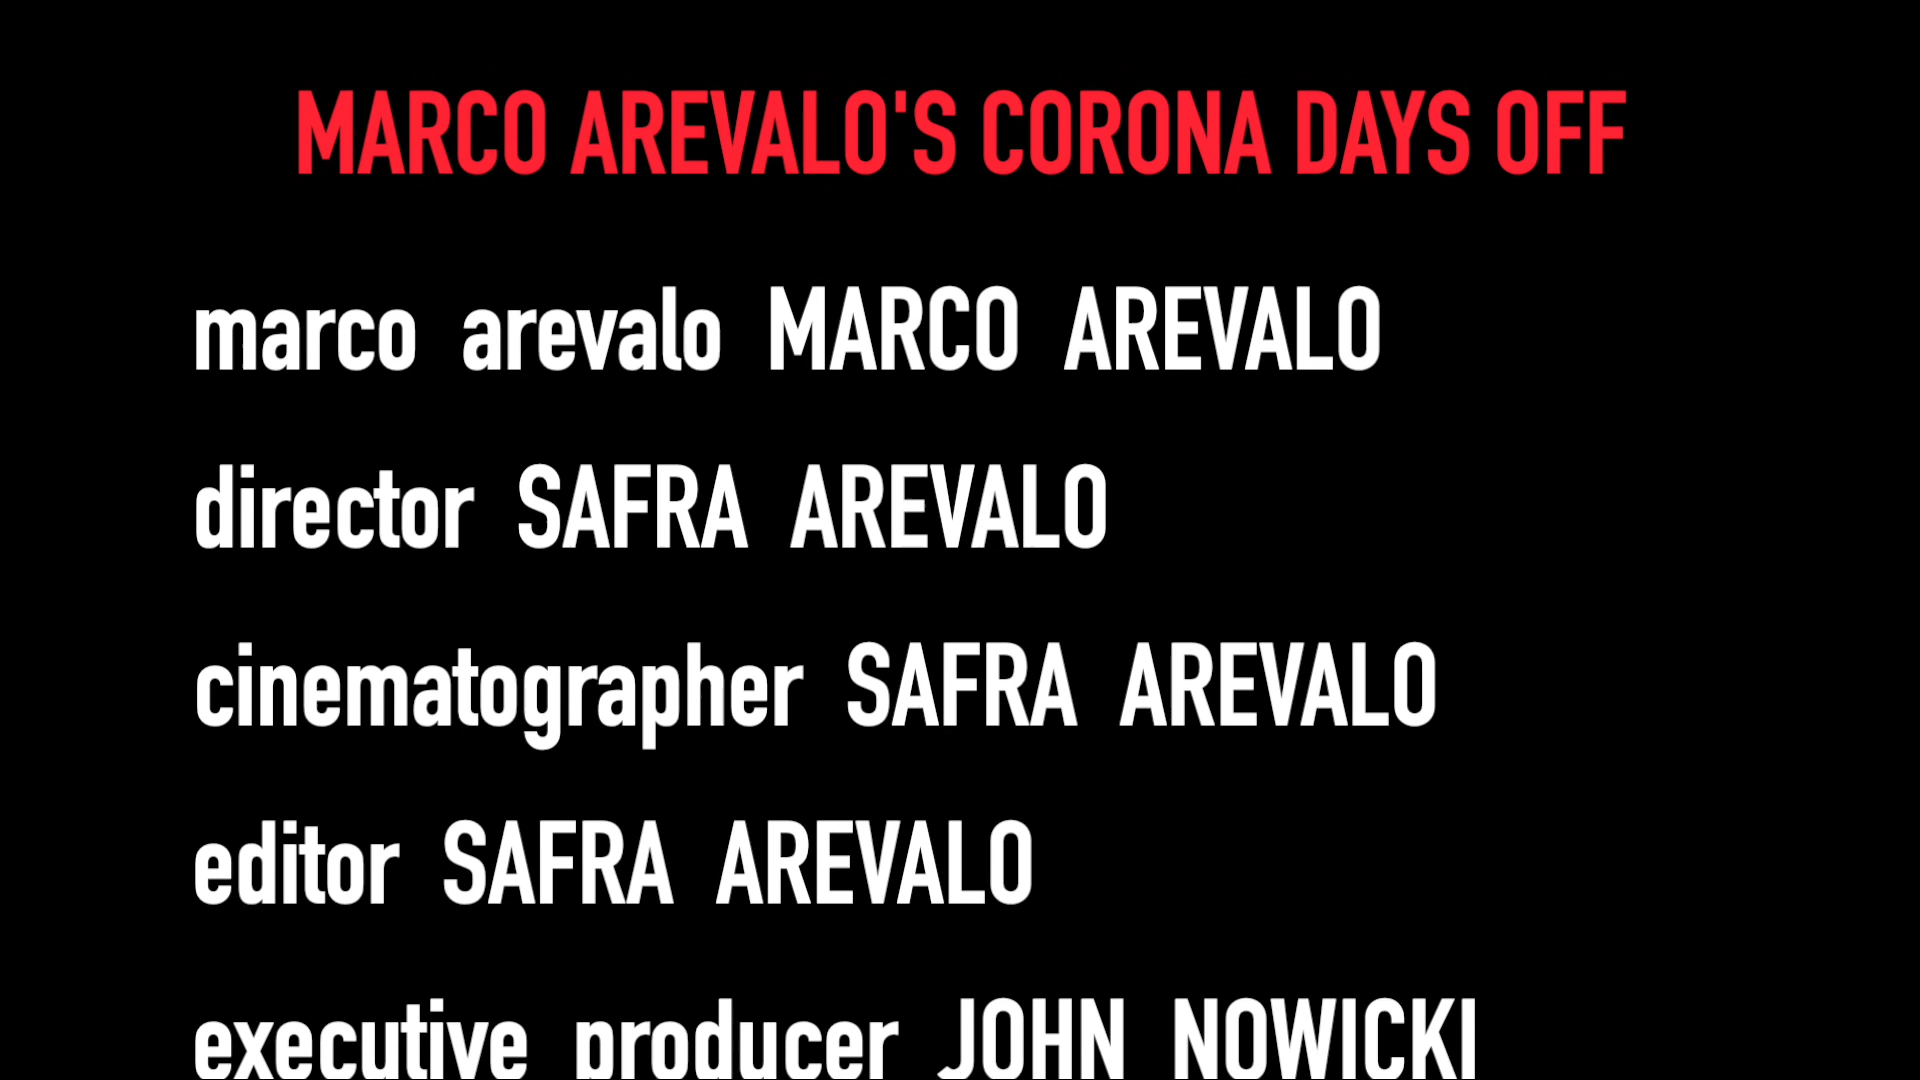 MARCO AREVALO'S CORONA DAYS OFF
marco arevalo MARCO AREVALO
director SAFRA AREVALO
cinematographer SAFRA AREVALO
editor SAFRA AREVALO
executive producer JOHN NOWICKI